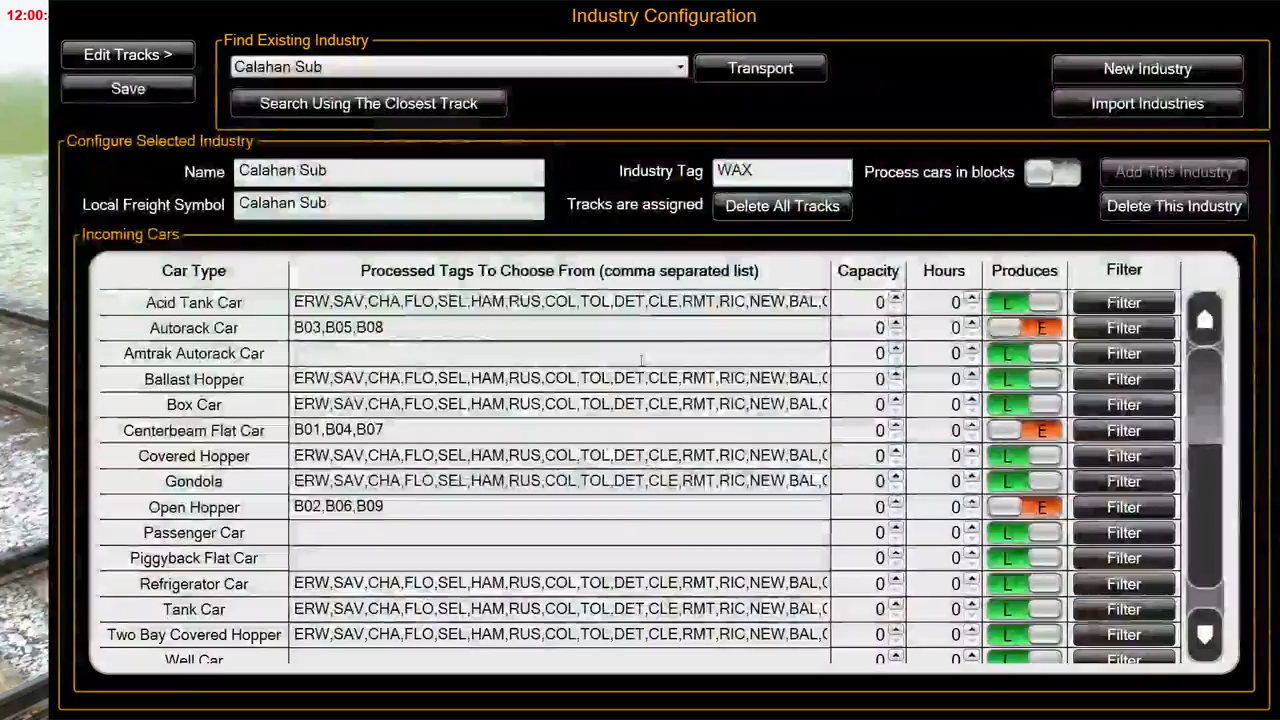 12:00:
Industry Configuration
Edit Tracks >
Save
Find Existing Industry
Calahan Sub
Transport
New Industry
Search Using The Closest Track
Import Industries
Configure Selected Industry
Name
Calahan Sub
Industry Tag
WAX
Process cars in blocks
Add This Industry
Local Freight Symbol
Calahan Sub
Tracks are assigned
Delete All Tracks
Delete This Industry
Incoming Cars
Car Type Processed Tags To Choose From (comma separated list) Capacity Hours Produces Filter
Acid Tank Car ERW,SAV,CHA,FLO,SEL,HAM,RUS,COL,TOL,DET,CLE,RMT,RIC,NEW,BAL, 0 0 L Filter
Autorack Car B03,B05,B08 0 0 E Filter
Amtrak Autorack Car 0 0 L Filter
Ballast Hopper ERW,SAV,CHA,FLO,SEL,HAM,RUS,COL,TOL,DET,CLE,RMT,RIC,NEW,BAL, 0 0 L Filter
Box Car ERW,SAV,CHA,FLO,SEL,HAM,RUS,COL,TOL,DET,CLE,RMT,RIC,NEW,BAL, 0 0 L Filter
Centerbeam Flat Car B01,B04,B07 0 0 E Filter
Covered Hopper ERW,SAV,CHA,FLO,SEL,HAM,RUS,COL,TOL,DET,CLE,RMT,RIC,NEW,BAL, 0 0 L Filter
Gondola ERW,SAV,CHA,FLO,SEL,HAM,RUS,COL,TOL,DET,CLE,RMT,RIC,NEW,BAL, 0 0 L Filter
Open Hopper B02,B06,B09 0 0 E Filter
Passenger Car 0 0 L Filter
Piggyback Flat Car 0 0 L Filter
Refrigerator Car ERW,SAV,CHA,FLO,SEL,HAM,RUS,COL,TOL,DET,CLE,RMT,RIC,NEW,BAL, 0 0 L Filter
Tank Car ERW,SAV,CHA,FLO,SEL,HAM,RUS,COL,TOL,DET,CLE,RMT,RIC,NEW,BAL, 0 0 L Filter
Two Bay Covered Hopper ERW,SAV,CHA,FLO,SEL,HAM,RUS,COL,TOL,DET,CLE,RMT,RIC,NEW,BAL, 0 0 L Filter
Well Car 0 0 L Filter